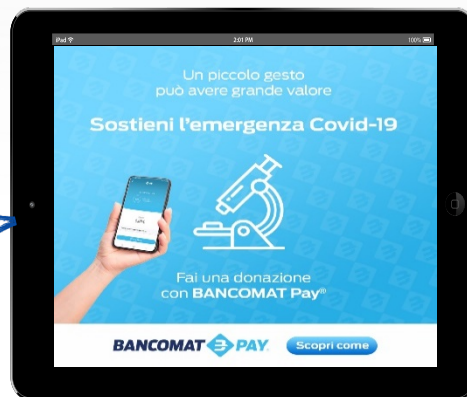 iPad
2:01 PM
100%
Un piccolo gesto
può avere grande valore
Sostieni l'emergenza Covid-19
Fai una donazione
con BANCOMAT Pay®
BANCOMAT PAY
Scopri come